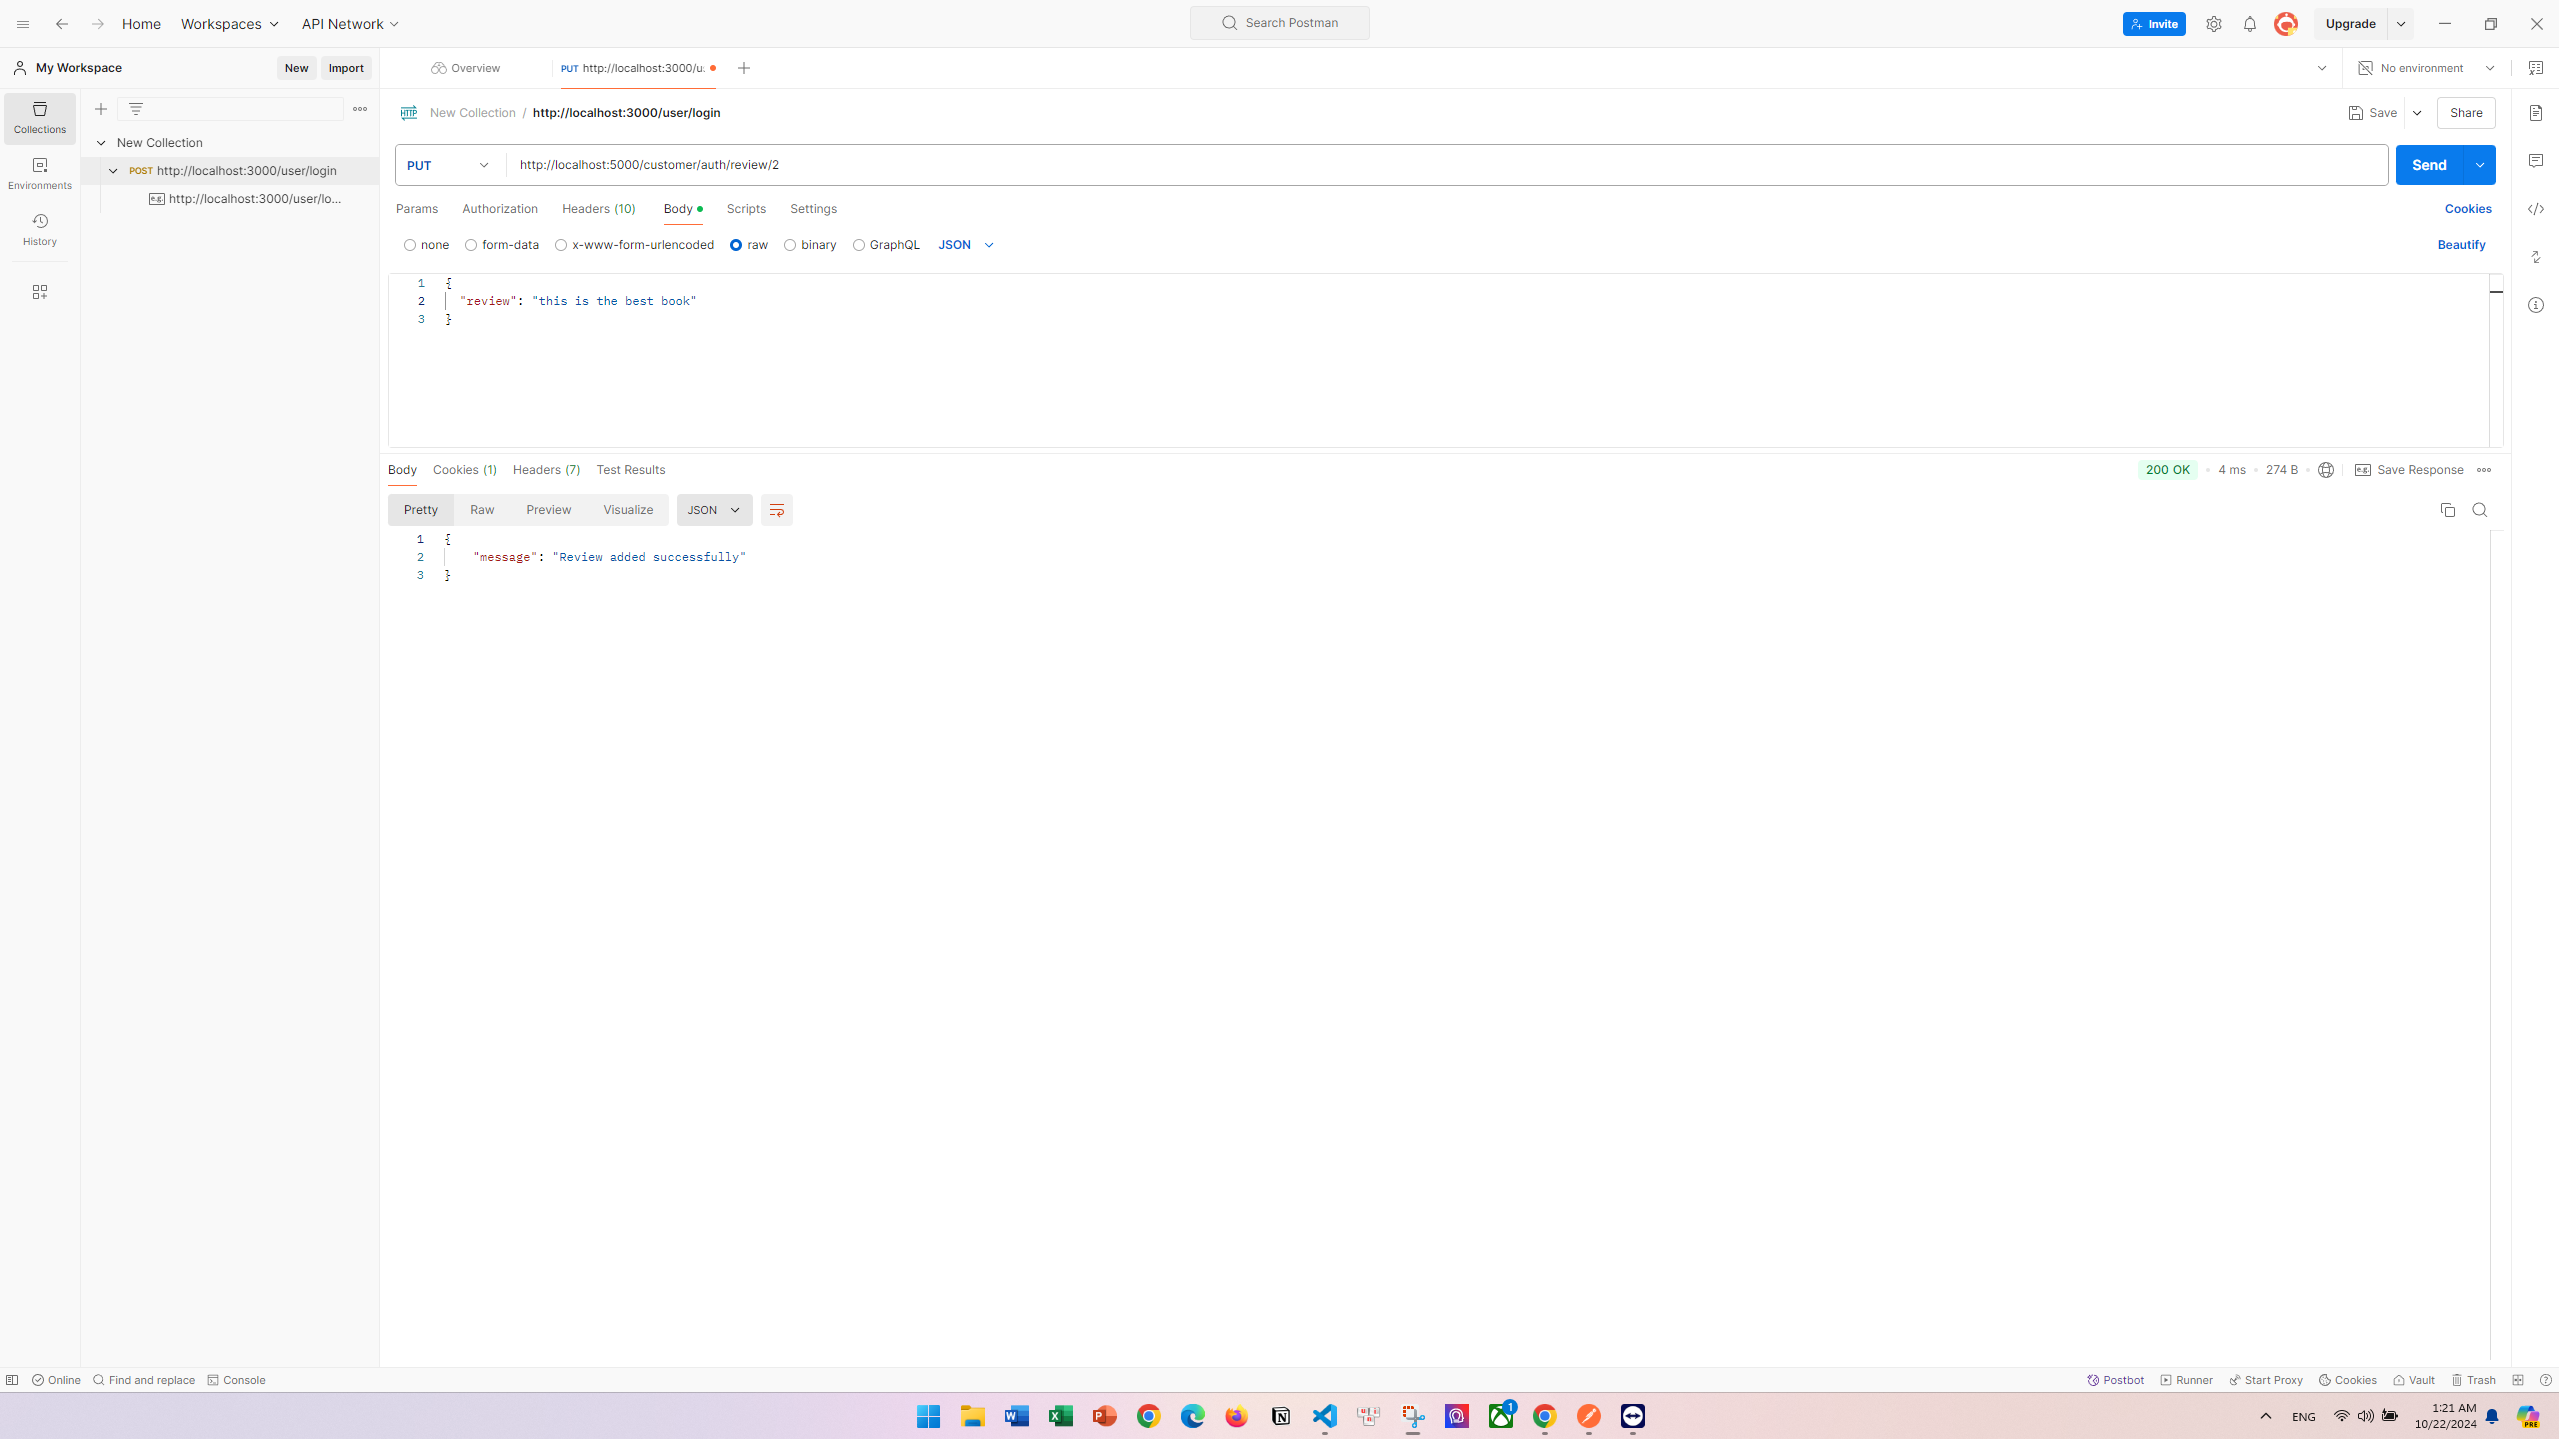 Home Workspaces API Network Search Postman Invite Upgrade
My Workspace New Import Overview PUT http://localhost:3000/u: No environment
Collections
Environments
History
New Collection
POST http://localhost:3000/user/login
e.g. http://localhost:3000/user/lo...
HTTP New Collection / http://localhost:3000/user/login Save Share
PUT http://localhost:5000/customer/auth/review/2 Send
Params Authorization Headers (10) Body Scripts Settings Cookies
none form-data x-www-form-urlencoded raw binary GraphQL JSON Beautify
1 {
2 "review": "this is the best book"
3 }
Body Cookies (1) Headers (7) Test Results 200 OK 4 ms 274 B e.g. Save Response
Pretty Raw Preview Visualize JSON
1 {
2 "message": "Review added successfully"
3 }
Online Find and replace Console Postbot Runner Start Proxy Cookies Vault Trash
1 ENG 1:21 AM
10/22/2024
PRE